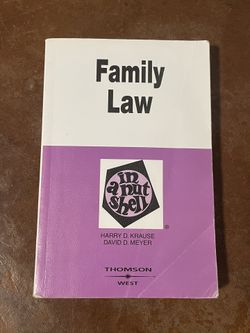 Family
Law
in
a nut
shell
®
HARRY D. KRAUSE
DAVID D. MEYER
THOMSON
WEST